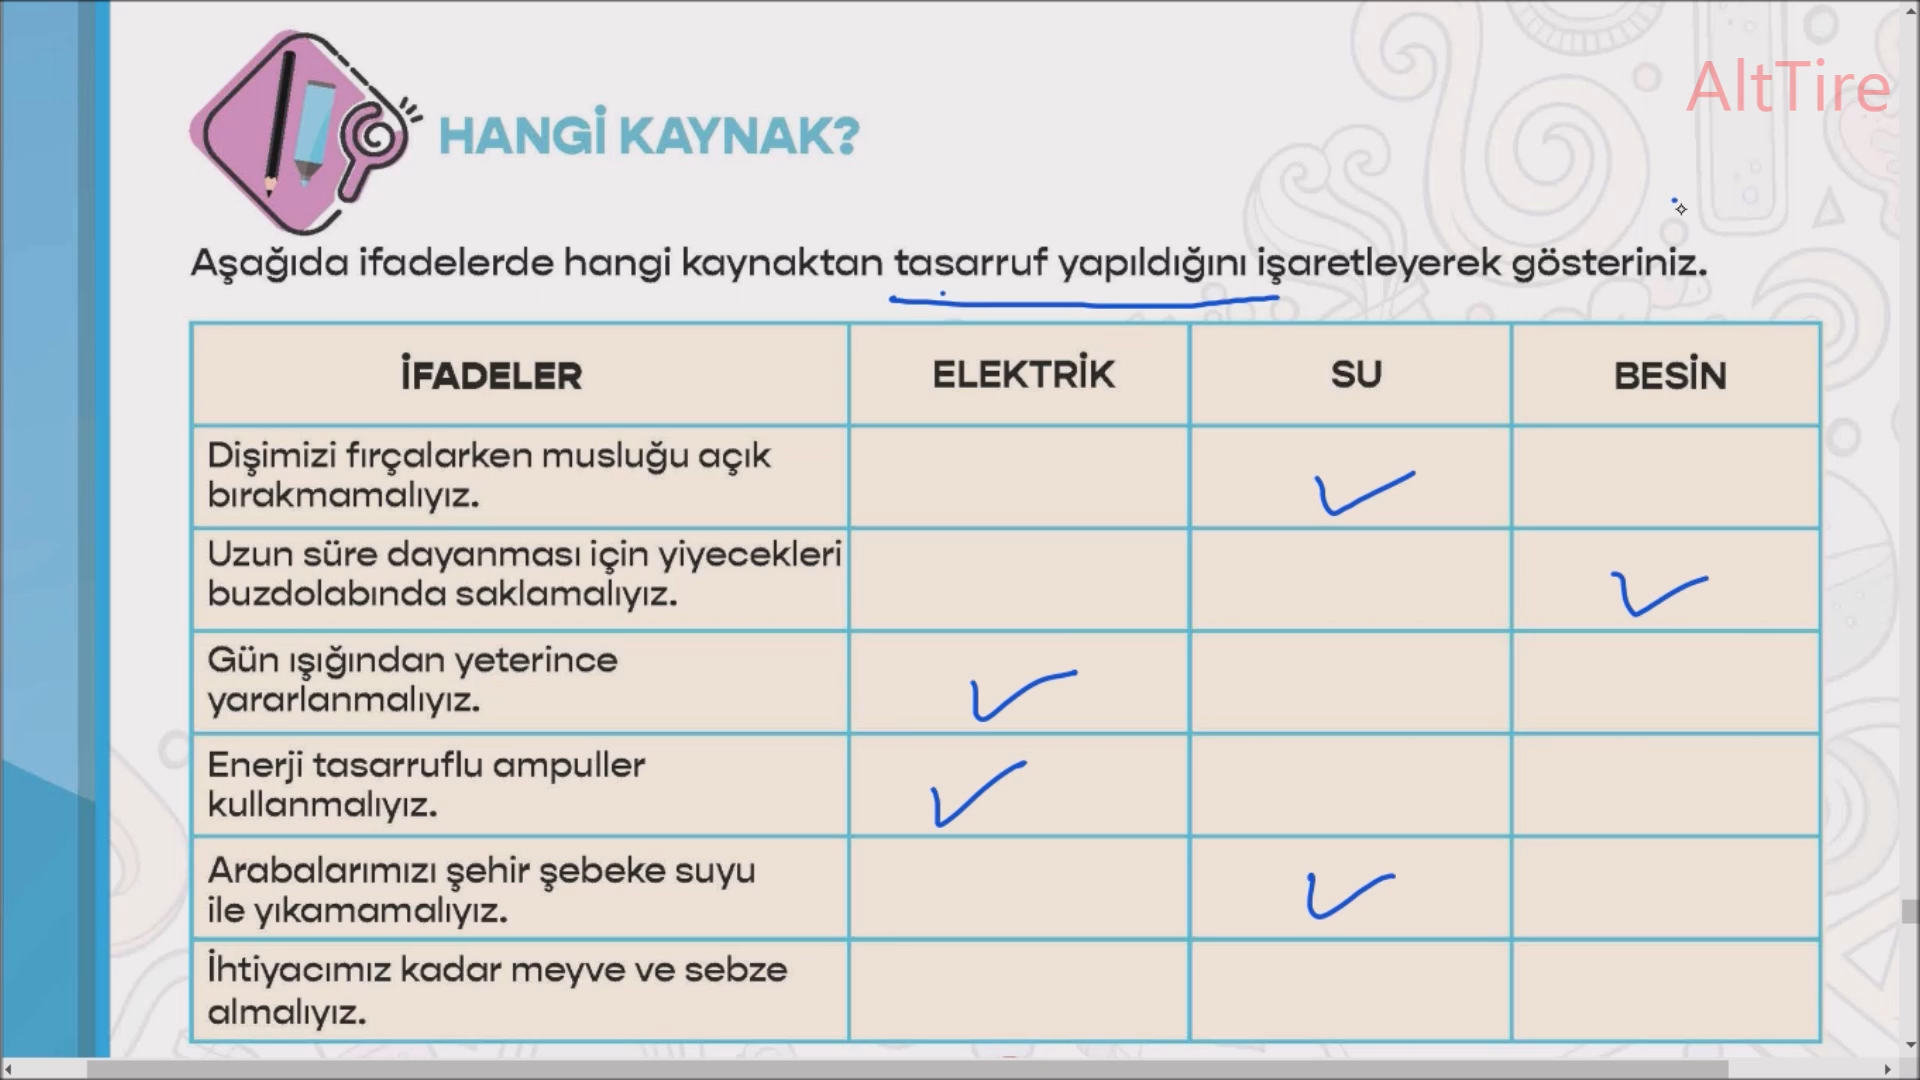 AltTire
HANGİ KAYNAK?
Aşağıda ifadelerde hangi kaynaktan tasarruf yapıldığını işaretleyerek gösteriniz.
İFADELER ELEKTRİK SU BESİN
Dişimizi fırçalarken musluğu açık
bırakmamalıyız.
Uzun süre dayanması için yiyecekleri
buzdolabında saklamalıyız.
Gün ışığından yeterince
yararlanmalıyız.
Enerji tasarruflu ampuller
kullanmalıyız.
Arabalarımızı şehir şebeke suyu
ile yıkamamalıyız.
İhtiyacımız kadar meyve ve sebze
almalıyız.